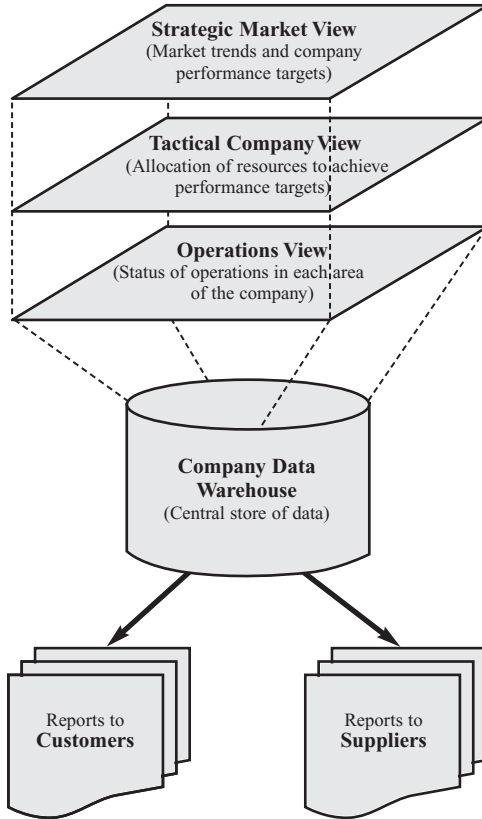 Strategic Market View
(Market trends and company
performance targets)
Tactical Company View
(Allocation of resources to achieve
performance targets)
Operations View
(Status of operations in each area
of the company)
Company Data
Warehouse
(Central store of data)
Reports to
Customers
Reports to
Suppliers